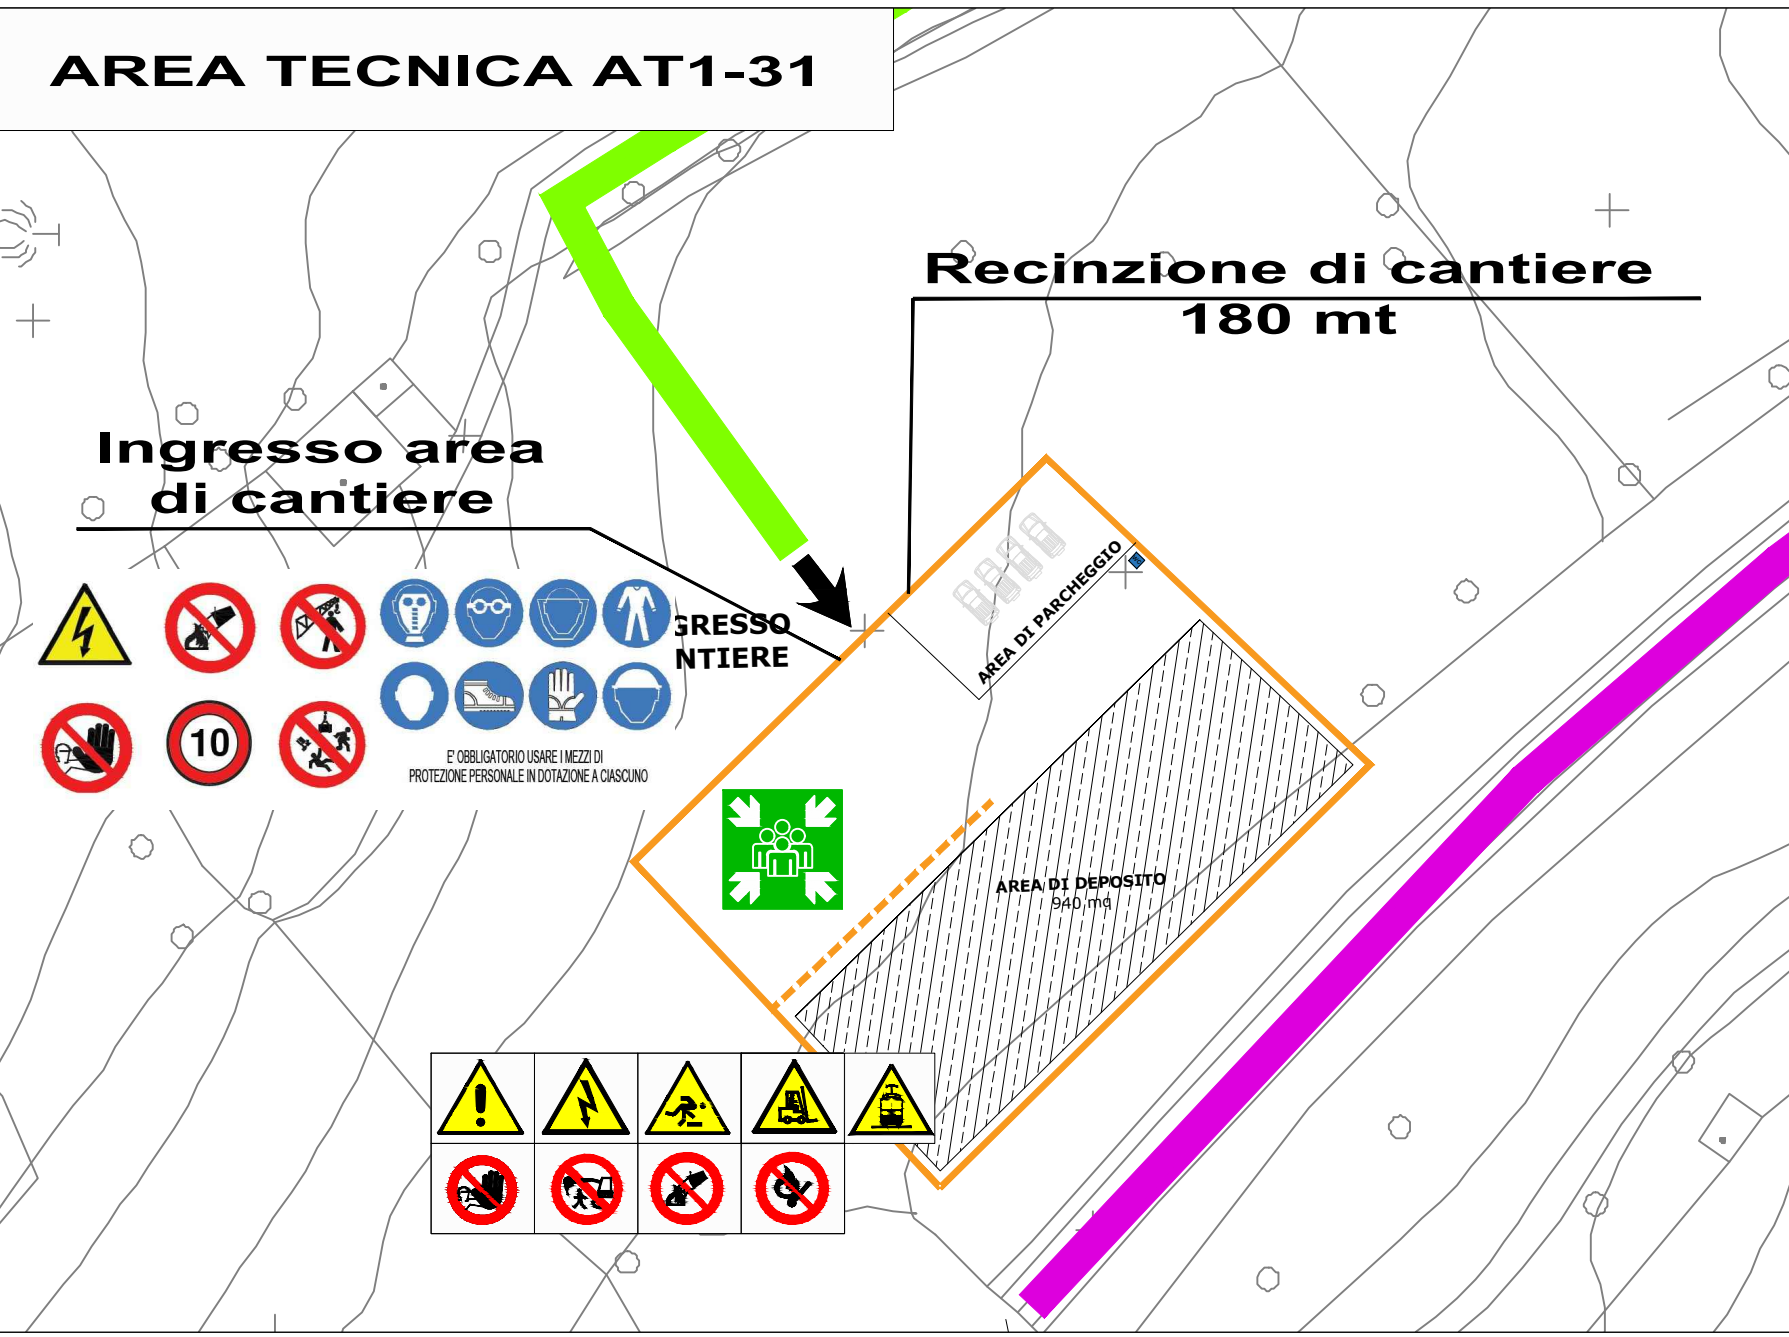 AREA TECNICA AT1-31
Recinzione di cantiere
180 mt
Ingresso area
di cantiere
GRESSO
NTIERE
10
E' OBBLIGATORIO USARE I MEZZI DI
PROTEZIONE PERSONALE IN DOTAZIONE A CIASCUNO
AREA DI PARCHEGGIO
AREA DI DEPOSITO
940 mq